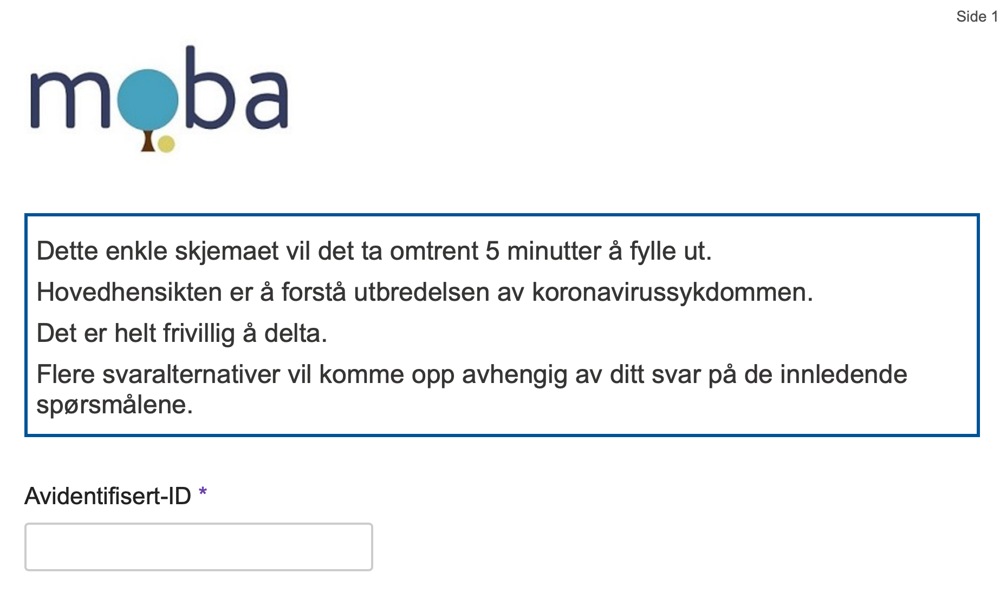 Side 1
moba
Dette enkle skjemaet vil det ta omtrent 5 minutter å fylle ut.
Hovedhensikten er å forstå utbredelsen av koronavirussykdommen.
Det er helt frivillig å delta.
Flere svaralternativer vil komme opp avhengig av ditt svar på de innledende
spørsmålene.
Avidentifisert-ID *